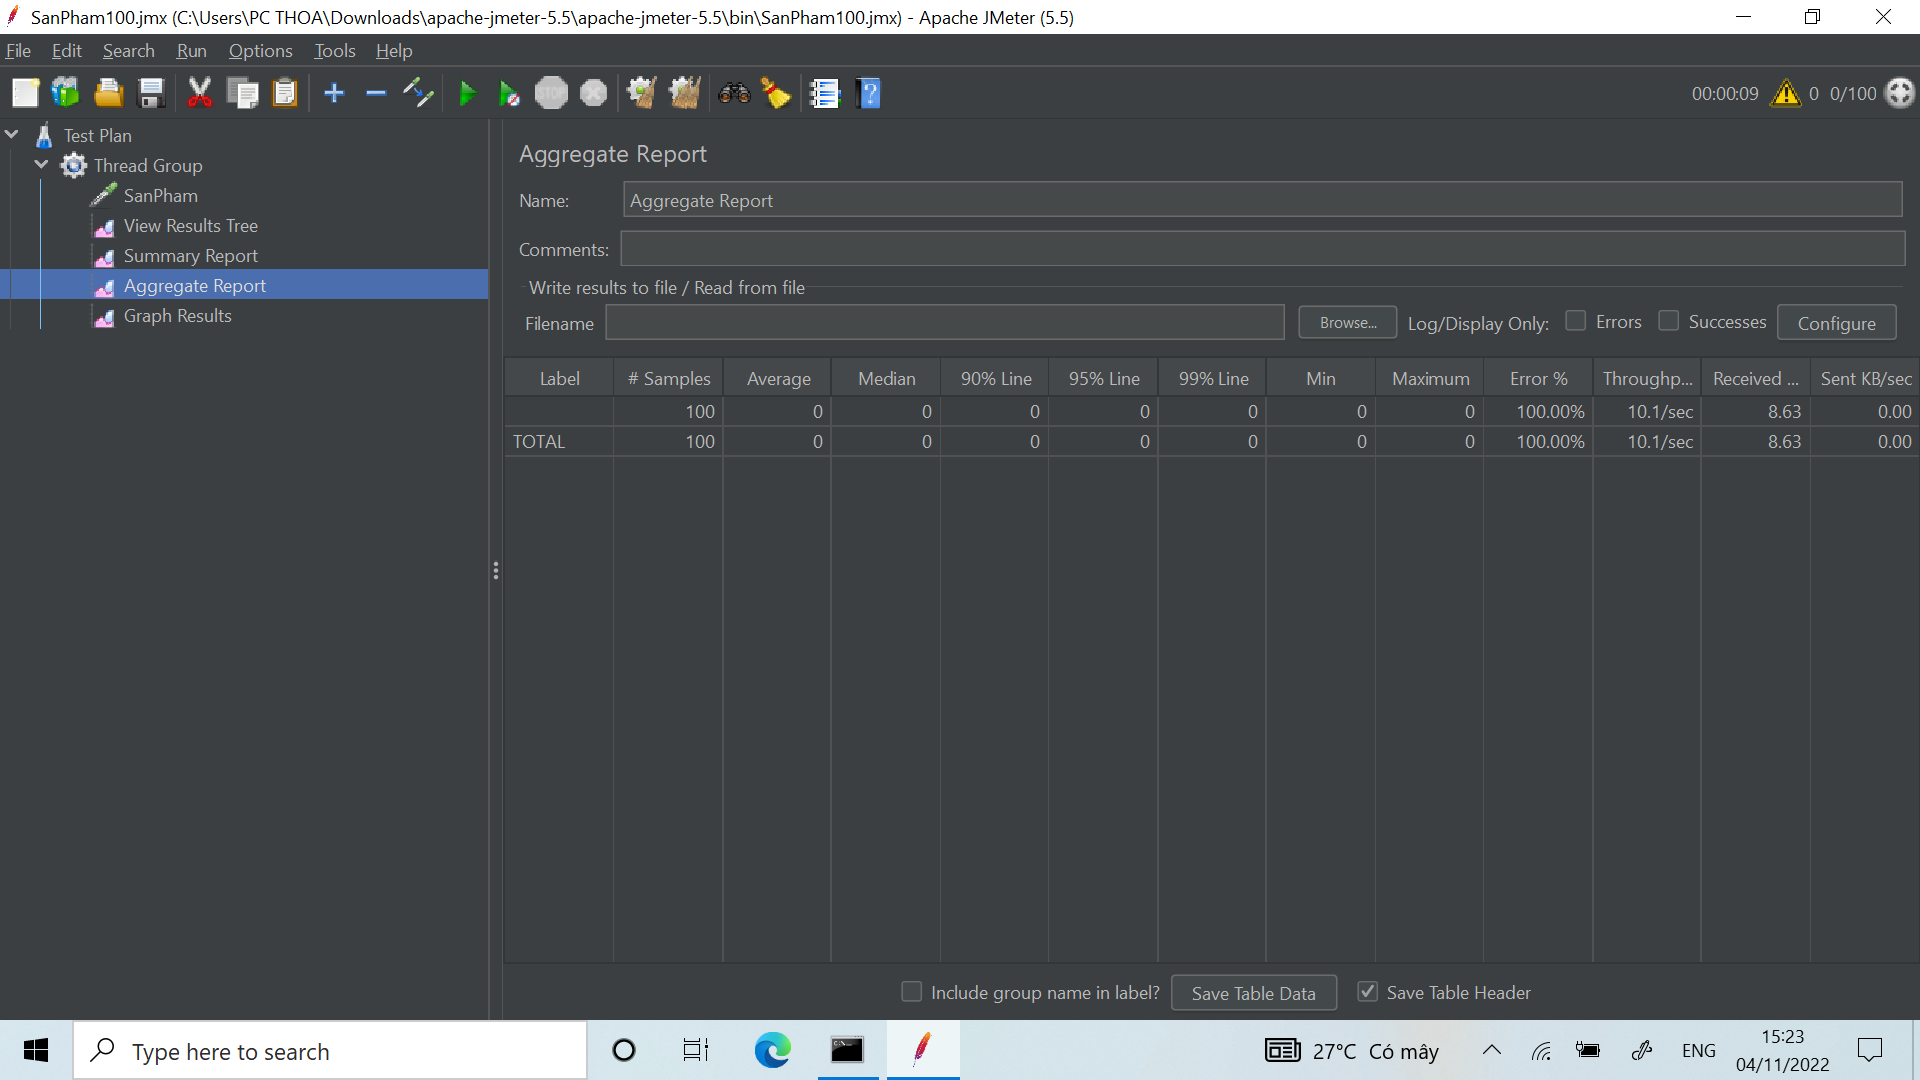 SanPham100.jmx (C:\Users\PC THOA\Downloads\apache-jmeter-5.5\apache-jmeter-5.5\bin\SanPham100.jmx) - Apache JMeter (5.5)
File Edit Search Run Options Tools Help
STOP 00:00:09 0 0/100
Test Plan
Thread Group
SanPham
View Results Tree
Summary Report
Aggregate Report
Graph Results
Aggregate Report
Name: Aggregate Report
Comments:
Write results to file / Read from file
Filename Browse... Log/Display Only: Errors Successes Configure
Label # Samples Average Median 90% Line 95% Line 99% Line Min Maximum Error % Throughp... Received ... Sent KB/sec
100 0 0 0 0 0 0 0 100.00% 10.1/sec 8.63 0.00
TOTAL 100 0 0 0 0 0 0 0 100.00% 10.1/sec 8.63 0.00
Include group name in label? Save Table Data Save Table Header
Type here to search
27°C Có mây
ENG
15:23
04/11/2022